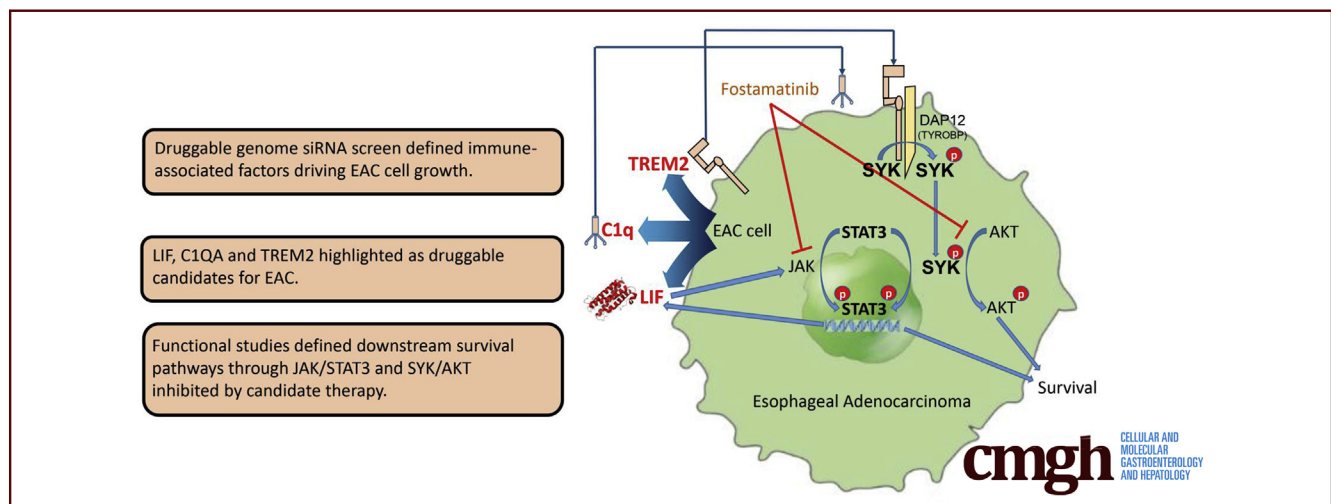 Druggable genome siRNA screen defined immune-
associated factors driving EAC cell growth.
LIF, C1QA and TREM2 highlighted as druggable
candidates for EAC.
Functional studies defined downstream survival
pathways through JAK/STAT3 and SYK/AKT
inhibited by candidate therapy.
Fostamatinib
DAP12
(TYROBP)
TREM2
SYK
SYK
p
C1q
EAC cell
STAT3
AKT
p
JAK
SYK
LIF
p
p
p
STAT3
AKT
Survival
Esophageal Adenocarcinoma
cmgh
CELLULAR AND
MOLECULAR
GASTROENTEROLOGY
AND HEPATOLOGY